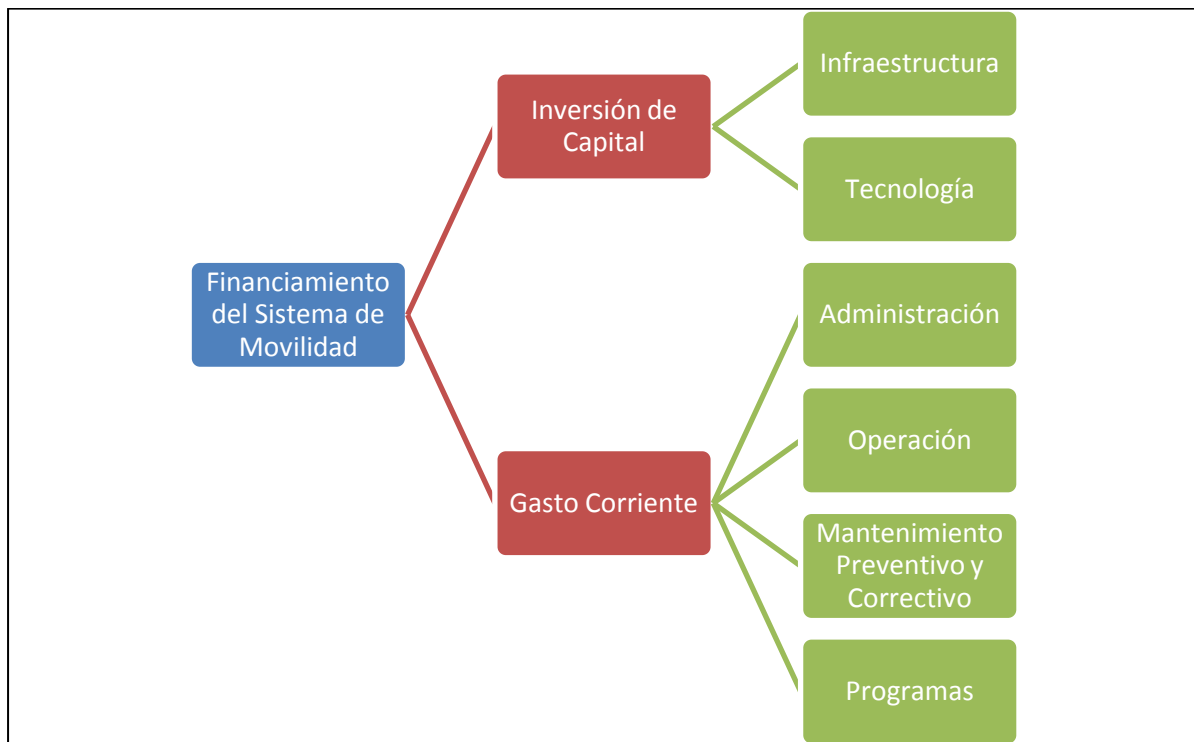 Financiamiento
del Sistema de
Movilidad
Inversión de
Capital
Infraestructura
Tecnología
Gasto Corriente
Administración
Operación
Mantenimiento
Preventivo y
Correctivo
Programas